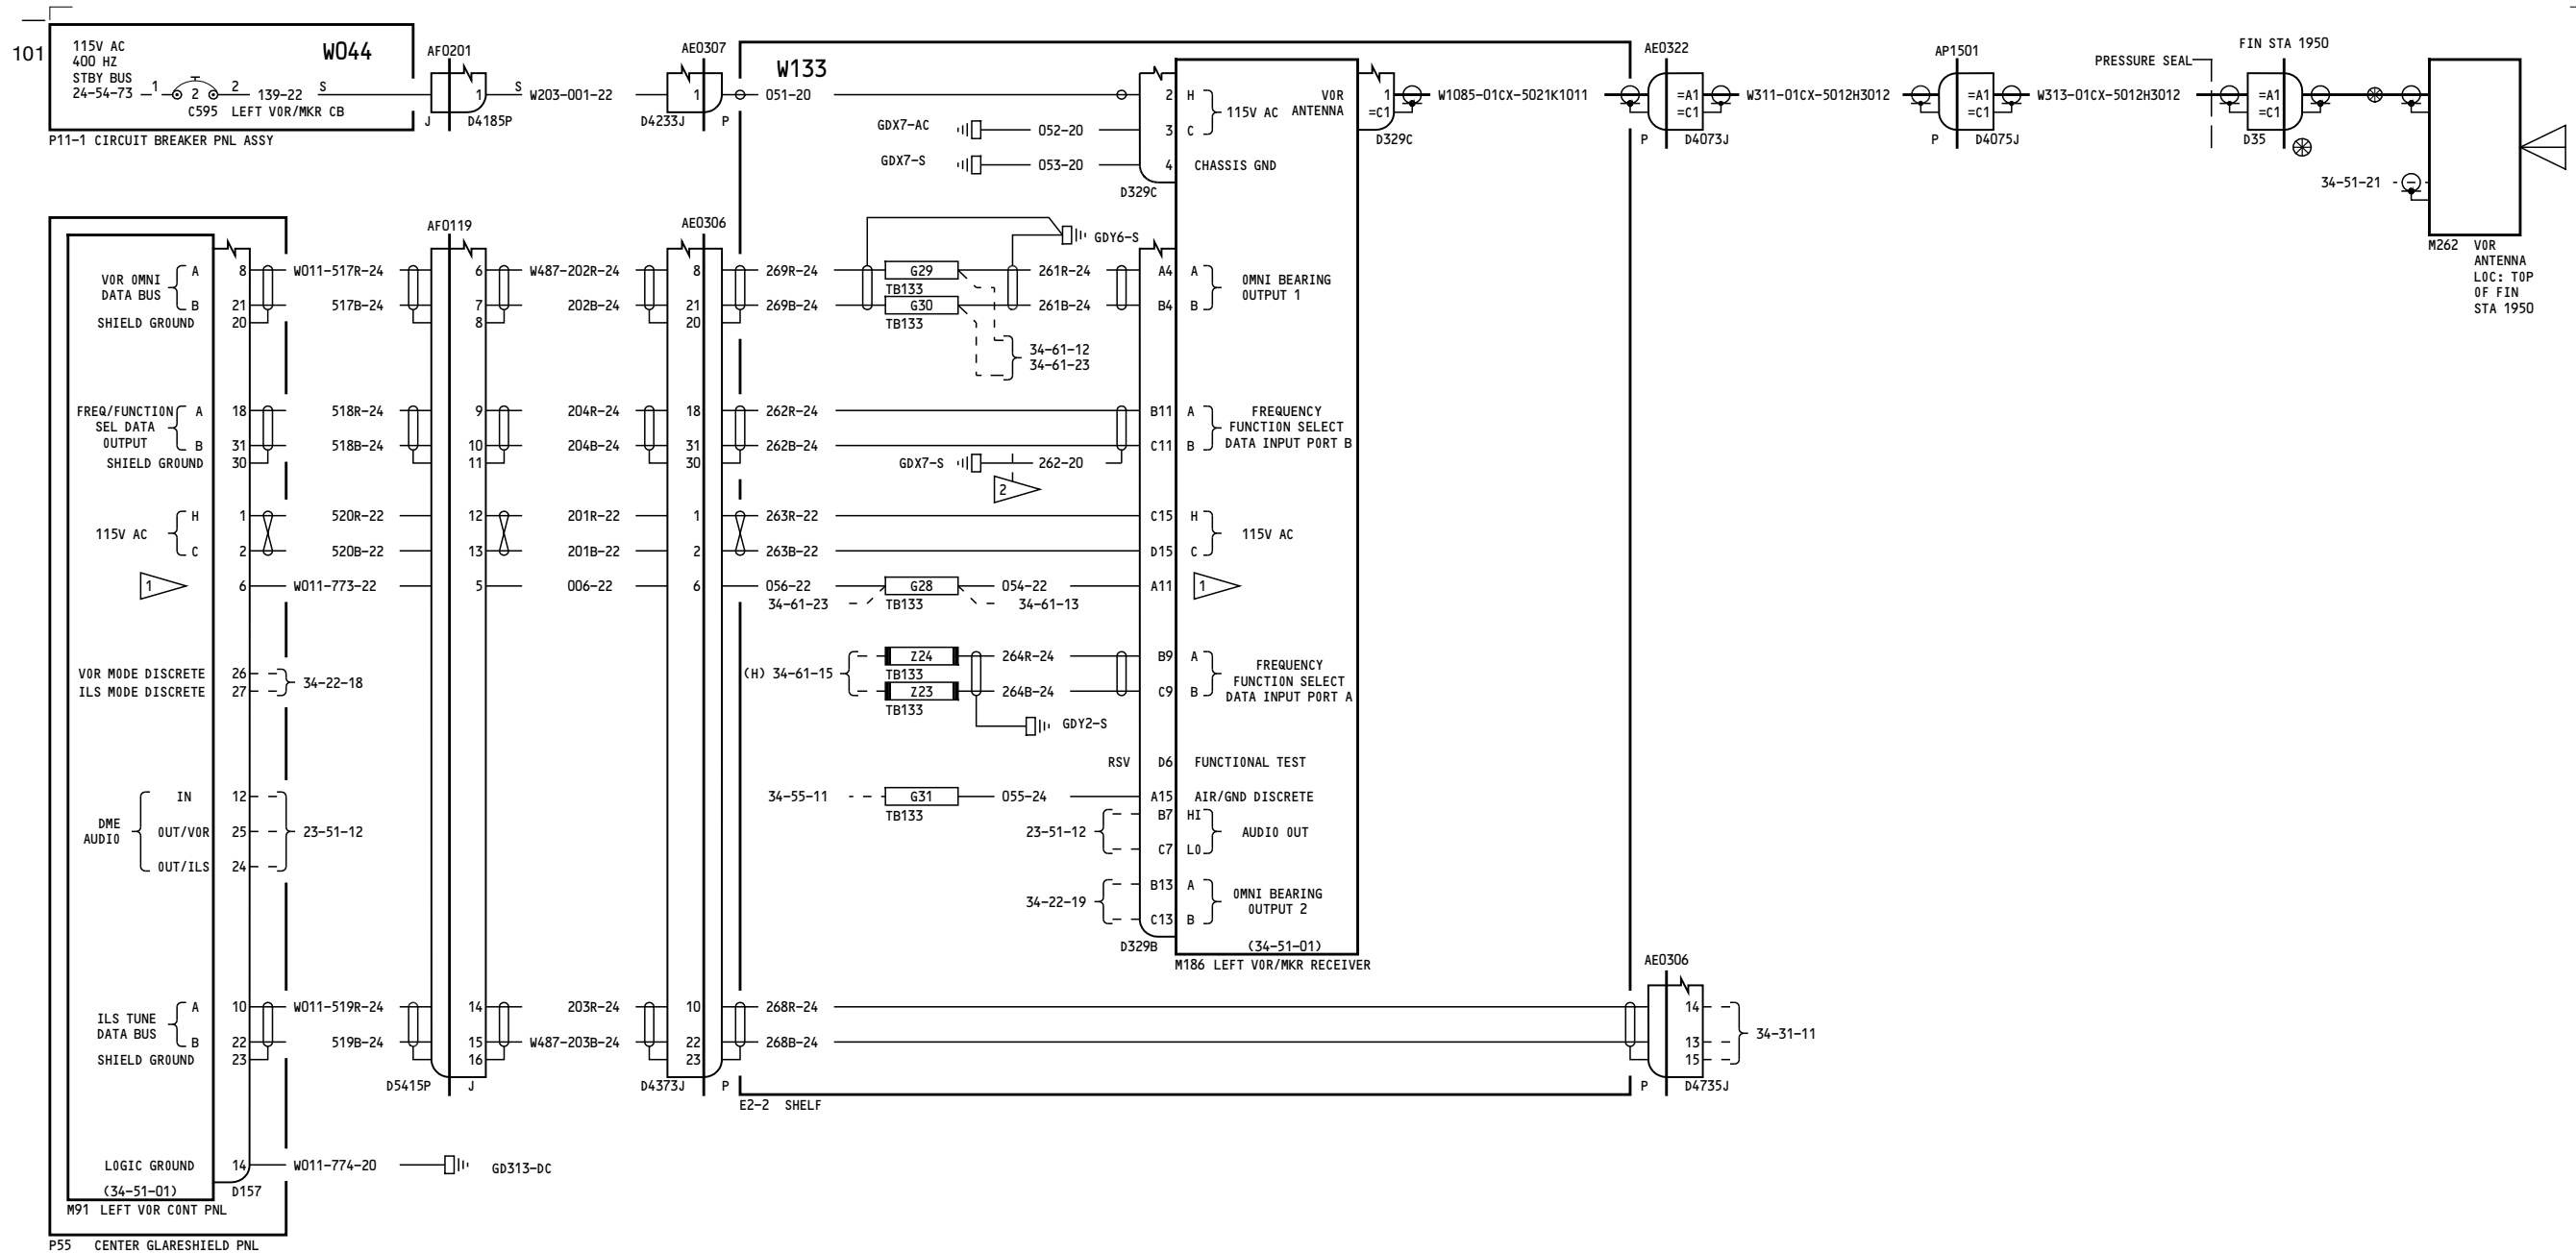 101
115V AC
400 HZ
STBY BUS
24-54-73
1
2
2
139-22
S
C595 LEFT VOR/MKR CB
W044
P11-1 CIRCUIT BREAKER PNL ASSY
AF0201
1
J
D4185P
S
W203-001-22
AE0307
1
D4233J
P
W133
051-20
GDX7-AC
052-20
GDX7-S
053-20
2 H
3 C
115V AC
4 CHASSIS GND
D329C
VOR
ANTENNA
1
=C1
D329C
W1085-01CX-5021K1011
AE0322
=A1
=C1
P
D4073J
W311-01CX-5012H3012
AP1501
=A1
=C1
P
D4075J
W313-01CX-5012H3012
PRESSURE SEAL
FIN STA 1950
=A1
=C1
D35
34-51-21
M262 VOR
ANTENNA
LOC: TOP
OF FIN
STA 1950
AF0119
AE0306
GDY6-S
VOR OMNI
DATA BUS
A 8 W011-517R-24 6 W487-202R-24 8 269R-24 G29 261R-24 A4 A
TB133
B 21 517B-24 7 202B-24 21 269B-24 G30 261B-24 B4 B
TB133
OMNI BEARING
OUTPUT 1
SHIELD GROUND 20 8 20
34-61-12
34-61-23
FREQ/FUNCTION
SEL DATA
OUTPUT
A 18 518R-24 9 204R-24 18 262R-24 B11 A
B 31 518B-24 10 204B-24 31 262B-24 C11 B
FREQUENCY
FUNCTION SELECT
DATA INPUT PORT B
SHIELD GROUND 30 11 30 GDX7-S 262-20
2
115V AC
H 1 520R-22 12 201R-22 1 263R-22 C15 H
C 2 520B-22 13 201B-22 2 263B-22 D15 C
115V AC
1 6 W011-773-22 5 006-22 6 056-22 G28 054-22 A11 1
34-61-23 TB133 34-61-13
VOR MODE DISCRETE 26
ILS MODE DISCRETE 27
34-22-18
(H) 34-61-15
Z24 264R-24 B9 A
TB133
Z23 264B-24 C9 B
TB133
FREQUENCY
FUNCTION SELECT
DATA INPUT PORT A
GDY2-S
RSV D6 FUNCTIONAL TEST
DME
AUDIO
IN 12
OUT/VOR 25
OUT/ILS 24
23-51-12
34-55-11 G31 055-24 A15 AIR/GND DISCRETE
TB133
23-51-12
B7 HI
C7 LO
AUDIO OUT
34-22-19
B13 A
C13 B
OMNI BEARING
OUTPUT 2
D329B
(34-51-01)
M186 LEFT VOR/MKR RECEIVER
ILS TUNE
DATA BUS
A 10 W011-519R-24 14 203R-24 10 268R-24
B 22 519B-24 15 W487-203B-24 22 268B-24
SHIELD GROUND 23 16 23
D5415P
J
D4373J
P
E2-2 SHELF
AE0306
14
13
15
34-31-11
P
D4735J
LOGIC GROUND 14 W011-774-20 GD313-DC
(34-51-01)
D157
M91 LEFT VOR CONT PNL
P55 CENTER GLARESHIELD PNL